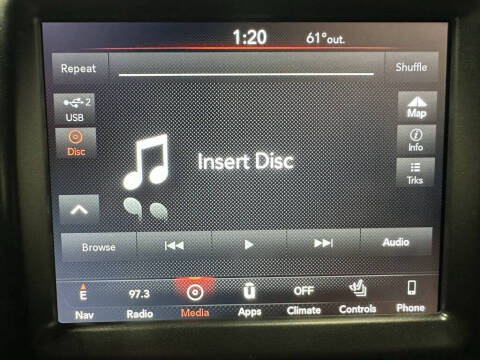 1:20 61°out.
Repeat Shuffle
2
USB Map
Disc Info
Insert Disc
Trks
Browse Audio
E 97.3 OFF
Nav Radio Media Apps Climate Controls Phone